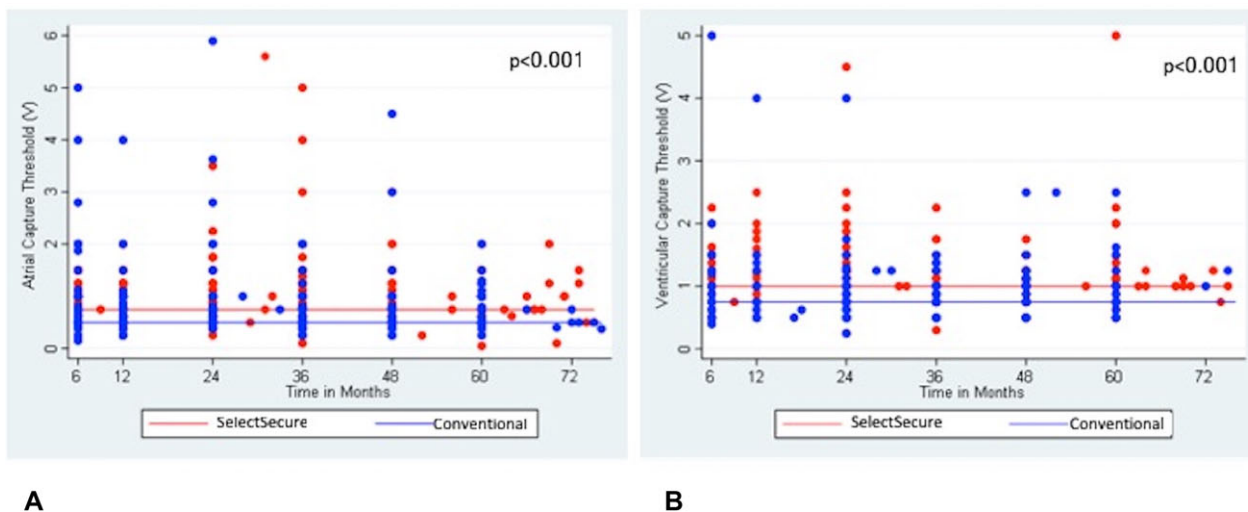 p<0.001
Atrial Capture Threshold (V)
6
5
4
3
2
1
0
6 12 24 36 48 60 72
Time in Months
SelectSecure Conventional
A
p<0.001
Ventricular Capture Threshold (V)
5
4
3
2
1
0
6 12 24 36 48 60 72
Time in Months
SelectSecure Conventional
B